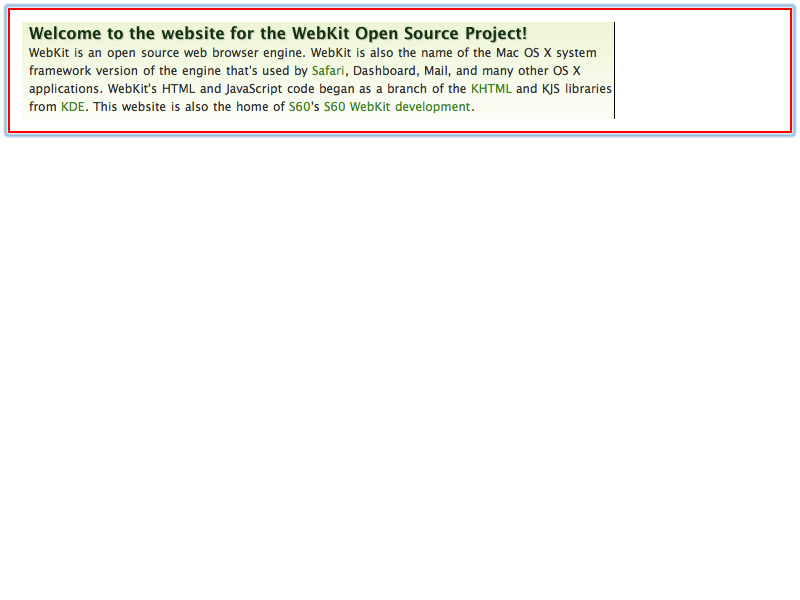 Welcome to the website for the WebKit Open Source Project!
WebKit is an open source web browser engine. WebKit is also the name of the Mac OS X system
framework version of the engine that's used by Safari, Dashboard, Mail, and many other OS X
applications. WebKit's HTML and JavaScript code began as a branch of the KHTML and KJS libraries
from KDE. This website is also the home of S60's S60 WebKit development.